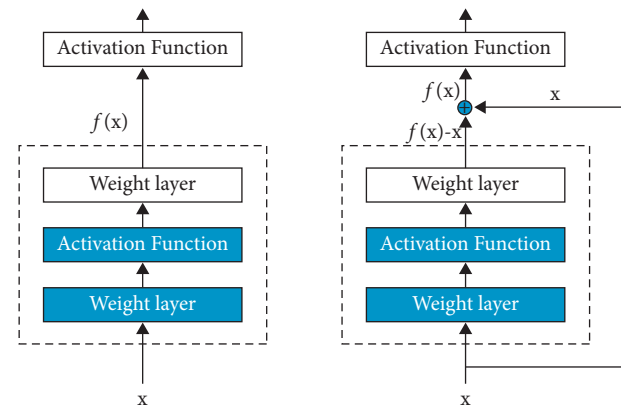 Activation Function
f(x)
Weight layer
Activation Function
Weight layer
x
Activation Function
f(x)
x
f(x)-x
Weight layer
Activation Function
Weight layer
x